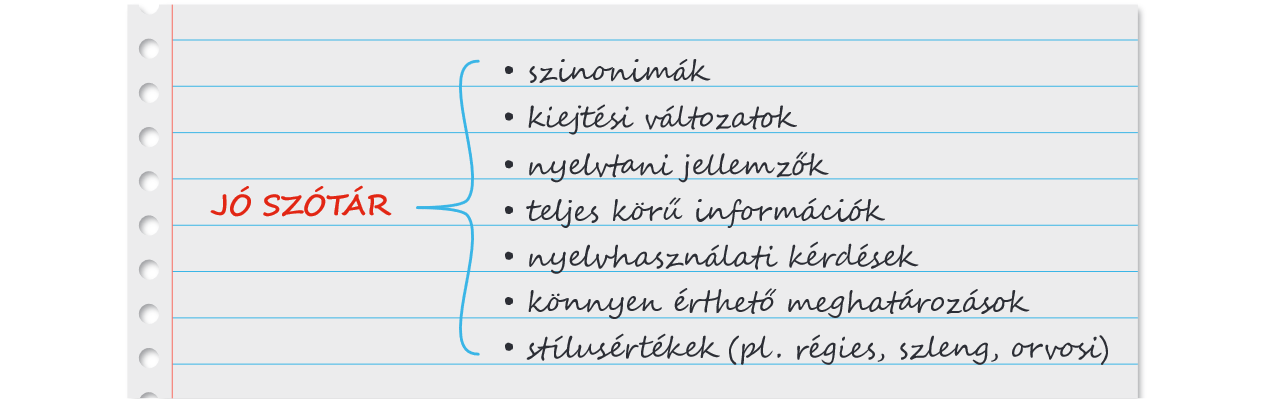 JÓ SZÓTÁR
• szinonimák
• kiejtési változatok
• nyelvtani jellemzők
• teljes körű információk
• nyelvhasználati kérdések
• könnyen érthető meghatározások
• stílusértékek (pl. régies, szleng, orvosi)